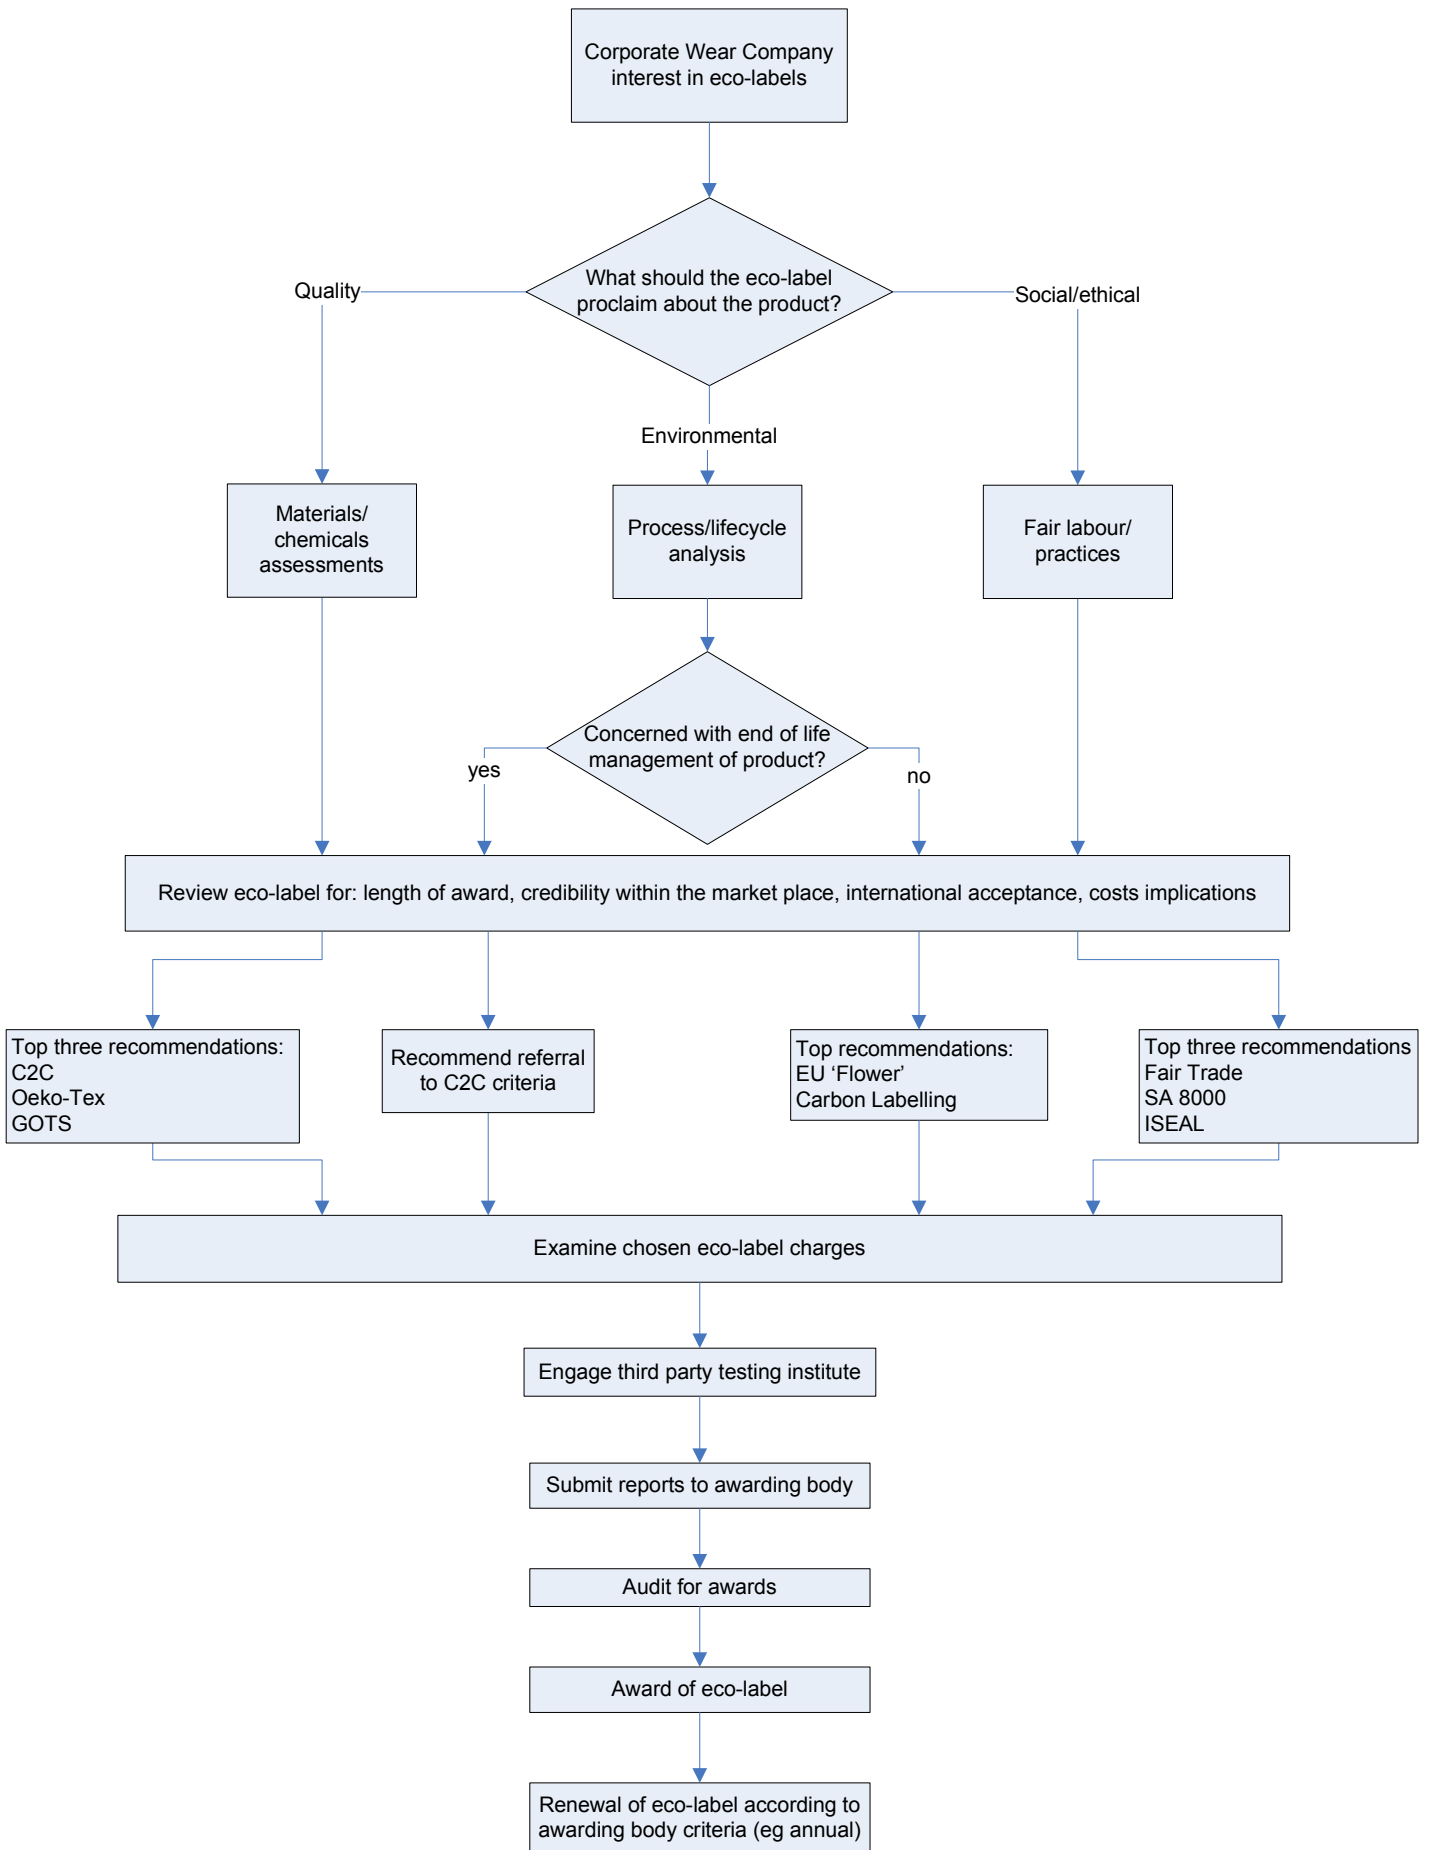 Corporate Wear Company
interest in eco-labels
What should the eco-label
proclaim about the product?
Quality
Social/ethical
Environmental
Materials/
chemicals
assessments
Process/lifecycle
analysis
Fair labour/
practices
Concerned with end of life
management of product?
yes
no
Review eco-label for: length of award, credibility within the market place, international acceptance, costs implications
Top three recommendations:
C2C
Oeko-Tex
GOTS
Recommend referral
to C2C criteria
Top recommendations:
EU ‘Flower’
Carbon Labelling
Top three recommendations
Fair Trade
SA 8000
ISEAL
Examine chosen eco-label charges
Engage third party testing institute
Submit reports to awarding body
Audit for awards
Award of eco-label
Renewal of eco-label according to
awarding body criteria (eg annual)